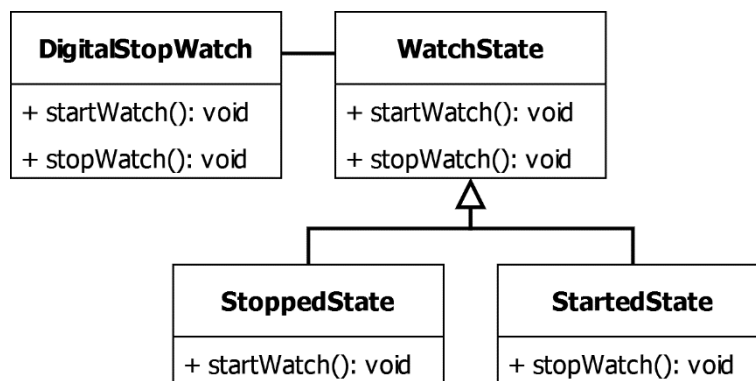 DigitalStopWatch
+ startWatch(): void
+ stopWatch(): void
WatchState
+ startWatch(): void
+ stopWatch(): void
StoppedState
+ startWatch(): void
StartedState
+ stopWatch(): void